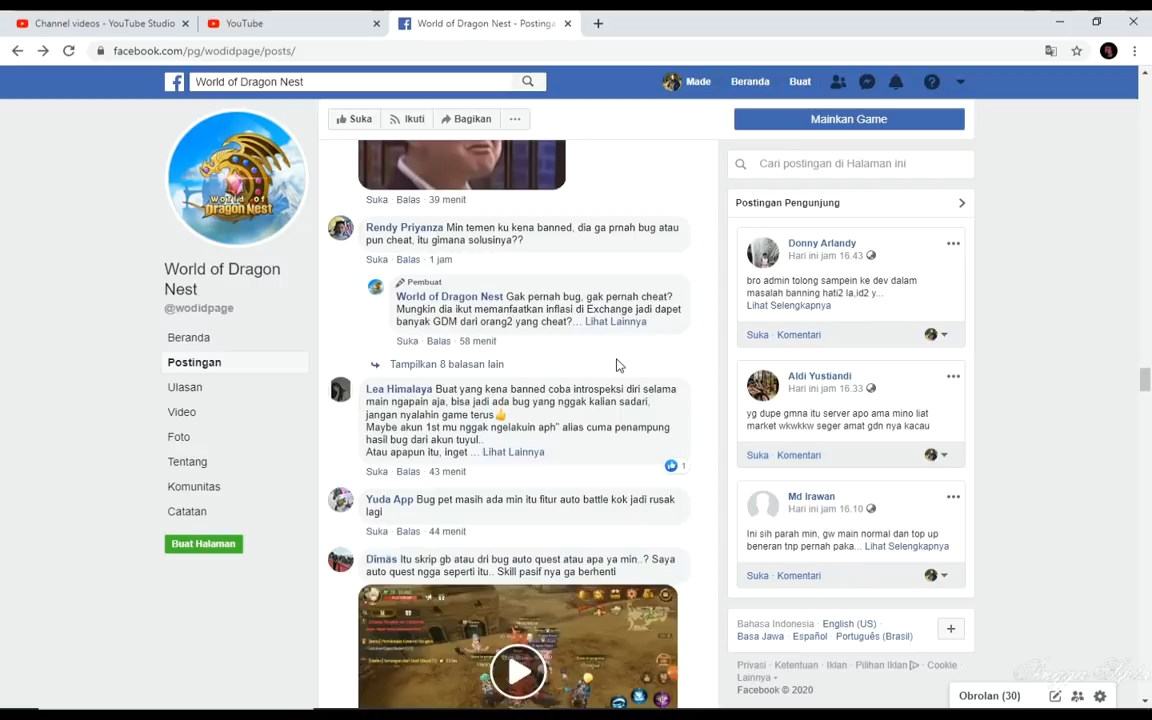 Channel videos - YouTube Studio
YouTube
World of Dragon Nest - Postinga
facebook.com/pg/wodidpage/posts/
World of Dragon Nest
Made
Beranda
Buat
Suka
Ikuti
Bagikan
Mainkan Game
World of
Dragon Nest
World of Dragon
Nest
@wodidpage
Beranda
Postingan
Ulasan
Video
Foto
Tentang
Komunitas
Catatan
Buat Halaman
Suka · Balas · 39 menit
Rendy Priyanza Min temen ku kena banned, dia ga prnah bug atau
pun cheat, itu gimana solusinya??
Suka · Balas · 1 jam
Pembuat
World of Dragon Nest Gak pernah bug, gak pernah cheat?
Mungkin dia ikut memanfaatkan inflasi di Exchange jadi dapet
banyak GDM dari orang2 yang cheat?... Lihat Lainnya
Suka · Balas · 58 menit
Tampilkan 8 balasan lain
Lea Himalaya Buat yang kena banned coba introspeksi diri selama
main ngapain aja, bisa jadi ada bug yang nggak kalian sadari,
jangan nyalahin game terus👍
Maybe akun 1st mu nggak ngelakuin aph" alias cuma penampung
hasil bug dari akun tuyul..
Atau apapun itu, inget ... Lihat Lainnya
1
Suka · Balas · 43 menit
Yuda App Bug pet masih ada min itu fitur auto battle kok jadi rusak
lagi
Suka · Balas · 44 menit
Dimas Itu skrip gb atau dri bug auto quest atau apa ya min..? Saya
auto quest ngga seperti itu.. Skill pasif nya ga berhenti
Cari postingan di Halaman ini
Postingan Pengunjung
Donny Arlandy
Hari ini jam 16.43
bro admin tolong sampein ke dev dalam
masalah banning hati2 la,id2 y...
Lihat Selengkapnya
Suka · Komentari
Aldi Yustiandi
Hari ini jam 16.33
yg dupe gmna itu server apo ama mino liat
market wkwkkw seger amat gdn nya kacau
Suka · Komentari
Md Irawan
Hari ini jam 16.10
Ini sih parah min, gw main normal dan top up
beneran tnp pernah paka... Lihat Selengkapnya
Suka · Komentari
Bahasa Indonesia · English (US) ·
Basa Jawa · Español · Português (Brasil)
Privasi · Ketentuan · Iklan · Pilihan Iklan · Cookie ·
Lainnya
Facebook © 2020
Obrolan (30)